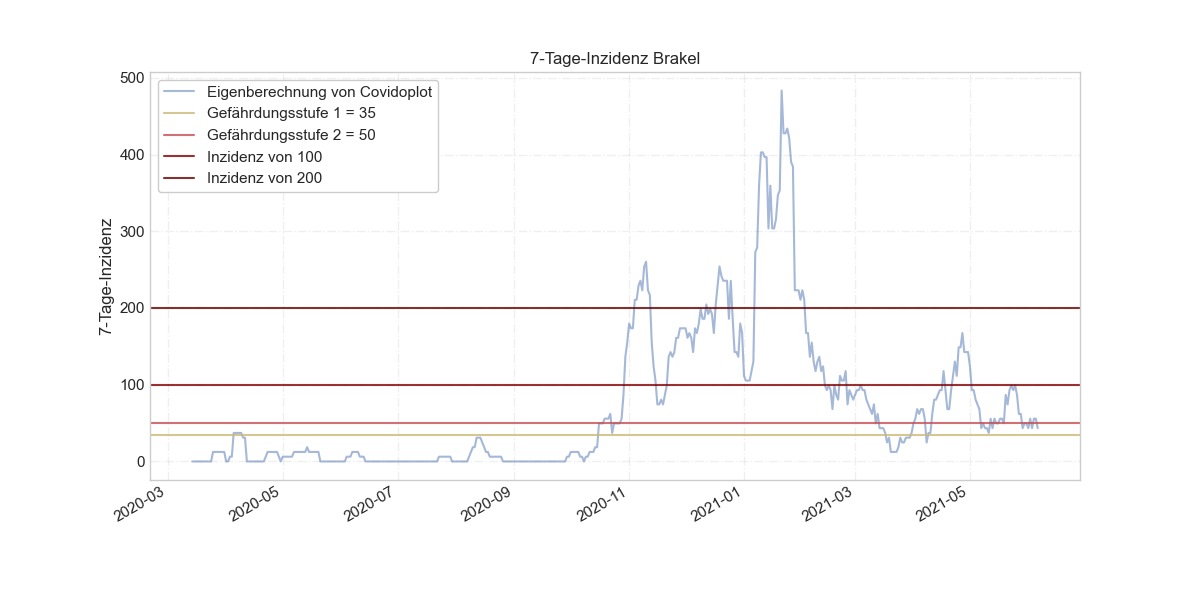 7-Tage-Inzidenz Brakel
Eigenberechnung von Covidoplot
Gefährdungsstufe 1 = 35
Gefährdungsstufe 2 = 50
Inzidenz von 100
Inzidenz von 200
7-Tage-Inzidenz
500
400
300
200
100
0
2020-03
2020-05
2020-07
2020-09
2020-11
2021-01
2021-03
2021-05